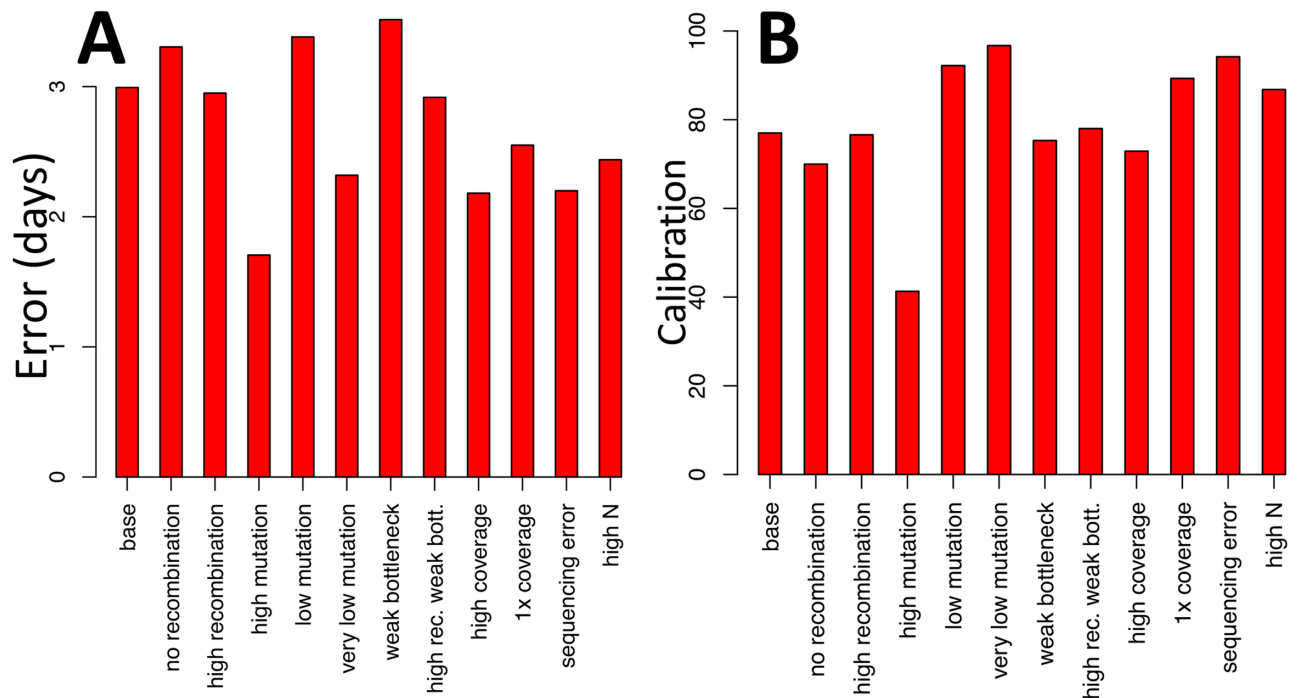 A
Error (days)
3
2
1
0
base
no recombination
high recombination
high mutation
low mutation
very low mutation
weak bottleneck
high rec. weak bott.
high coverage
1x coverage
sequencing error
high N
B
Calibration
100
80
60
40
20
0
base
no recombination
high recombination
high mutation
low mutation
very low mutation
weak bottleneck
high rec. weak bott.
high coverage
1x coverage
sequencing error
high N